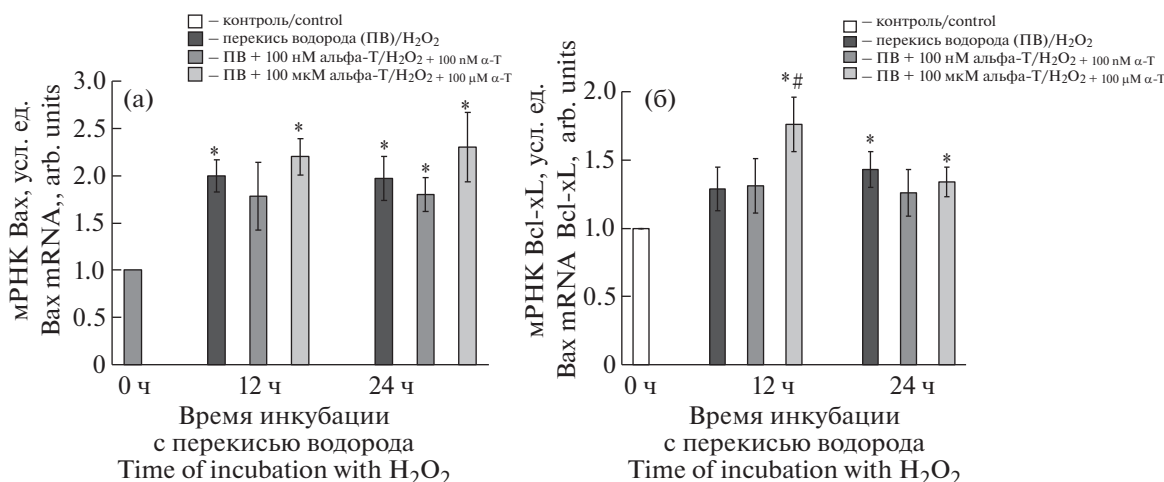 – контроль/control
– перекись водорода (ПВ)/H₂O₂
– ПВ + 100 нМ альфа-Т/H₂O₂ + 100 nM α-T
– ПВ + 100 мкМ альфа-Т/H₂O₂ + 100 μM α-T
(а)
мРНК Bax, усл. ед.
Bax mRNA,, arb. units
3.0
2.5
2.0
1.5
1.0
0.5
0
* * * * *
0 ч 12 ч 24 ч
Время инкубации
с перекисью водорода
Time of incubation with H₂O₂
– контроль/control
– перекись водорода (ПВ)/H₂O₂
– ПВ + 100 нМ альфа-Т/H₂O₂ + 100 nM α-T
– ПВ + 100 мкМ альфа-Т/H₂O₂ + 100 μM α-T
(б)
мРНК Bcl-xL, усл. ед.
Bax mRNA Bcl-xL, arb. units
2.0
1.5
1.0
0.5
0
*# * *
0 ч 12 ч 24 ч
Время инкубации
с перекисью водорода
Time of incubation with H₂O₂